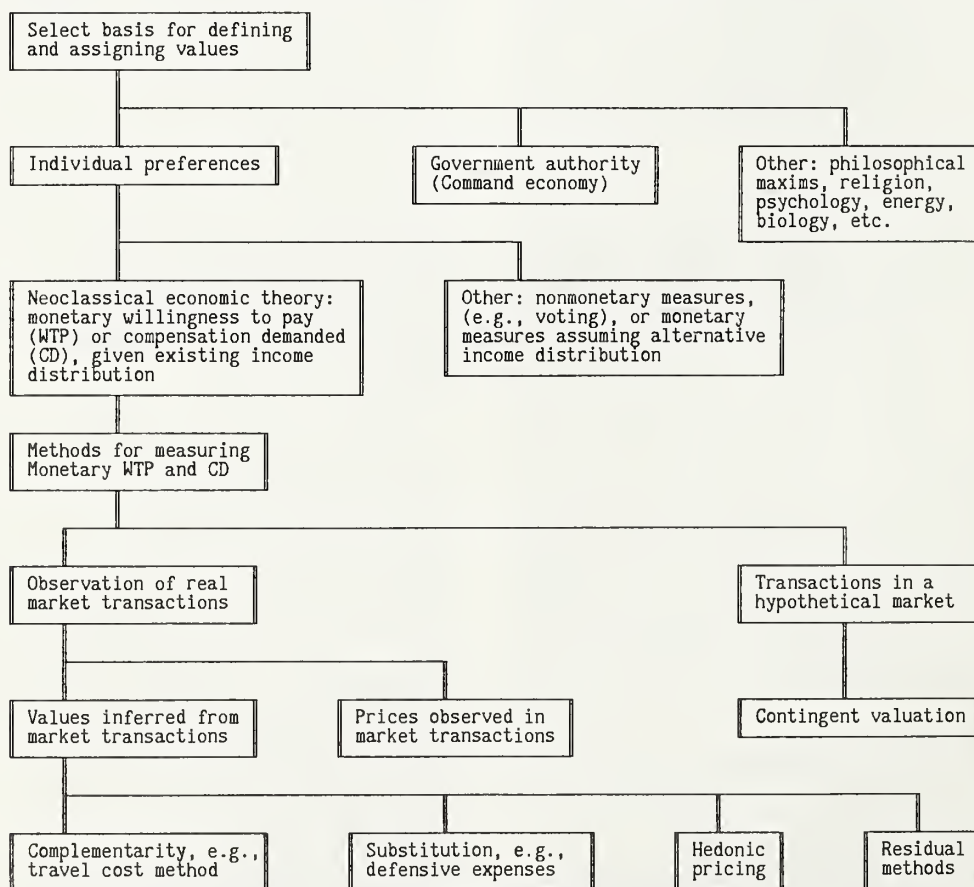 Select basis for defining
and assigning values
Individual preferences
Government authority
(Command economy)
Other: philosophical
maxims, religion,
psychology, energy,
biology, etc.
Neoclassical economic theory:
monetary willingness to pay
(WTP) or compensation demanded
(CD), given existing income
distribution
Other: nonmonetary measures,
(e.g., voting), or monetary
measures assuming alternative
income distribution
Methods for measuring
Monetary WTP and CD
Observation of real
market transactions
Transactions in a
hypothetical market
Values inferred from
market transactions
Prices observed in
market transactions
Contingent valuation
Complementarity, e.g.,
travel cost method
Substitution, e.g.,
defensive expenses
Hedonic
pricing
Residual
methods